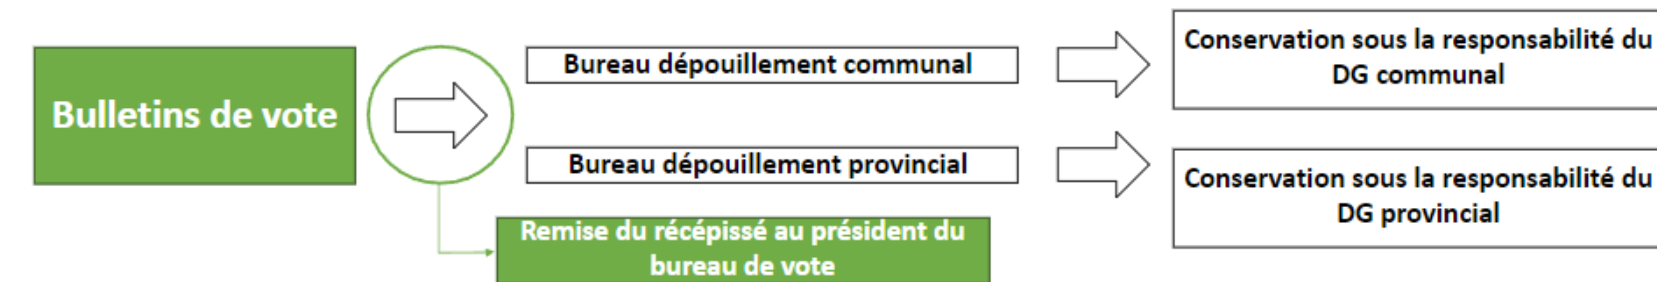 Bulletins de vote
Bureau dépouillement communal
Conservation sous la responsabilité du
DG communal
Bureau dépouillement provincial
Conservation sous la responsabilité du
DG provincial
Remise du récépissé au président du
bureau de vote